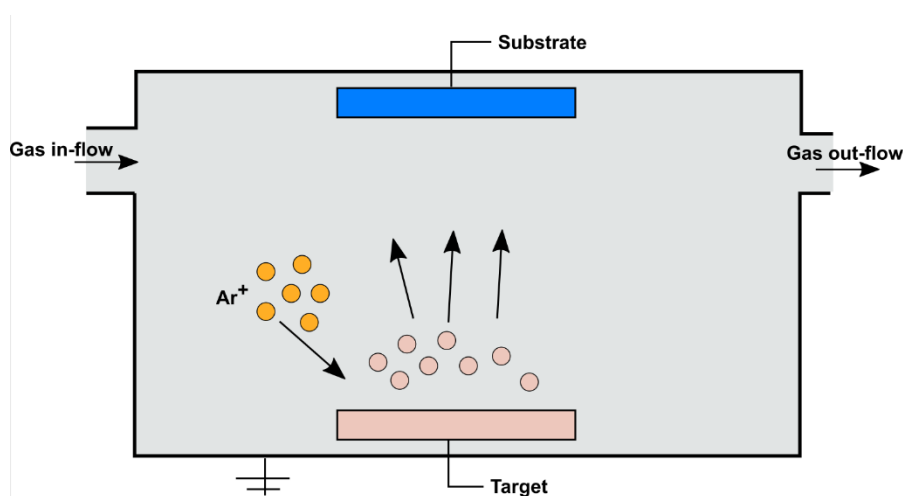 Substrate
Gas in-flow
Gas out-flow
Ar⁺
Target